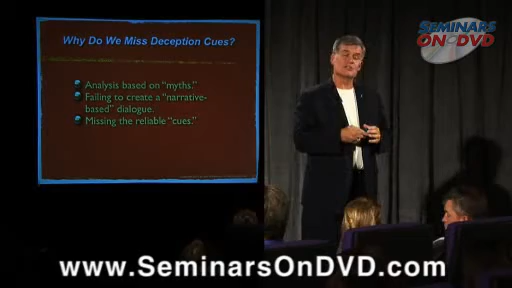 Why Do We Miss Deception Cues?
Analysis based on "myths."
Failing to create a "narrative-
based" dialogue.
Missing the reliable "cues."
SEMINARS
ON DVD
www.SeminarsOnDVD.com